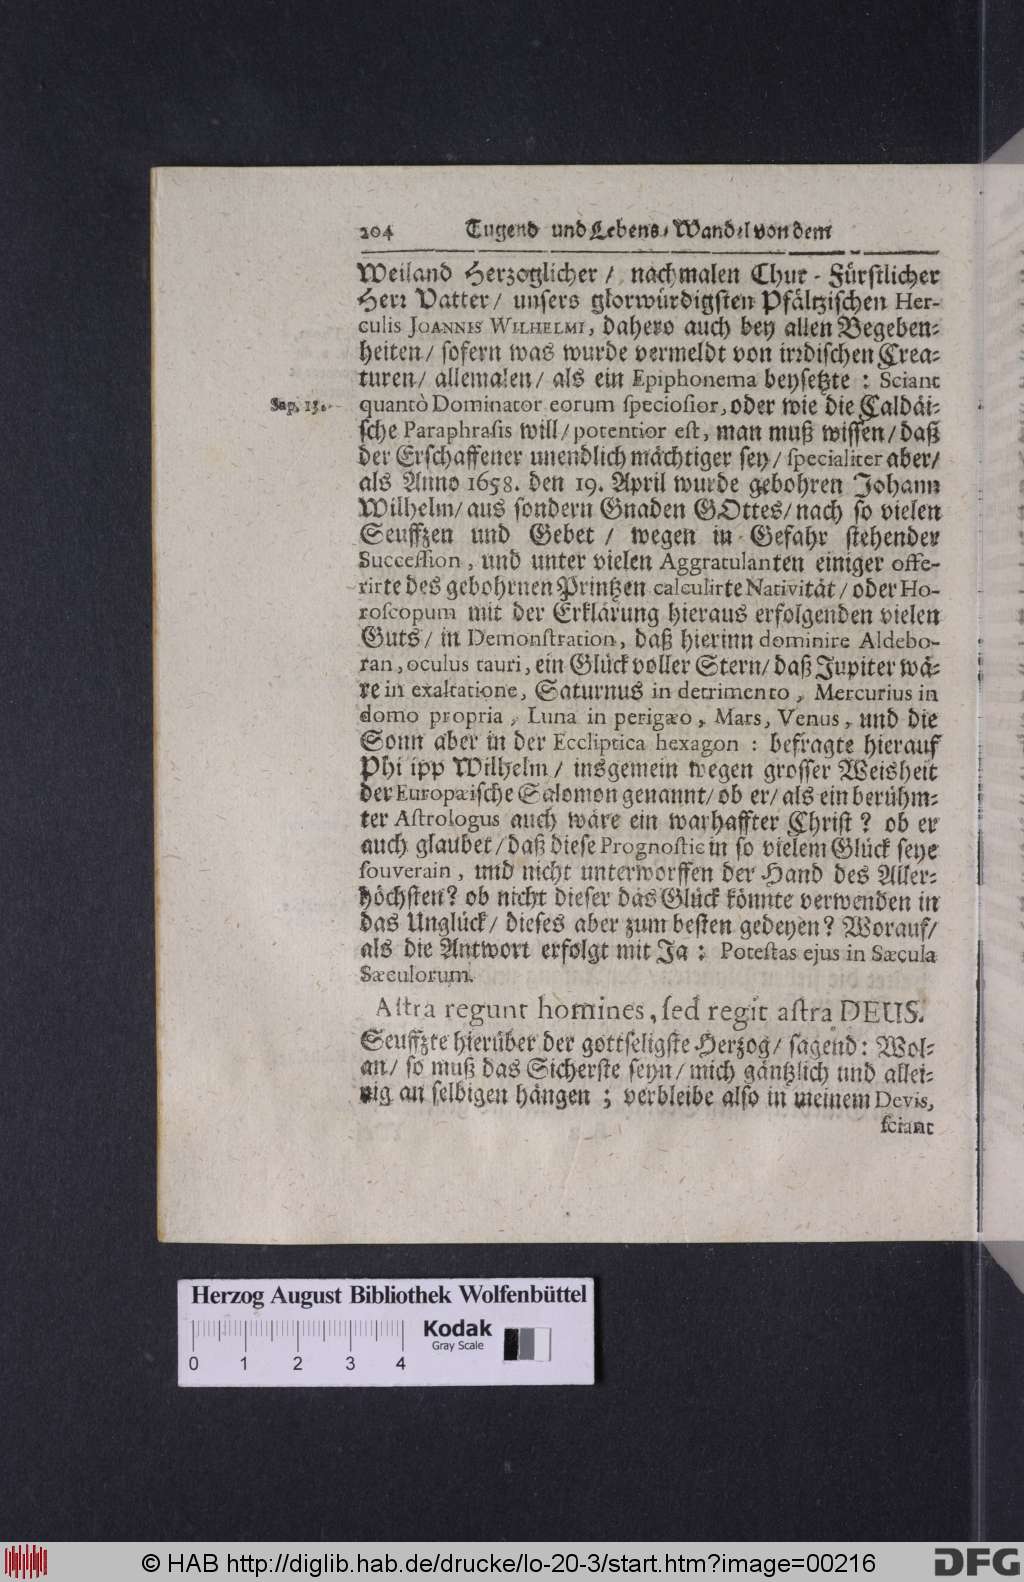 204 Tugend und Lebens-Wandel von dem
Weiland Herzoglicher / nachmalen Chur-Fürstlicher
Herr Vatter / unsers glorwürdigsten Pfältzischen Her-
culis JOANNIS WILHELMI, dahero auch bey allen Begeben-
heiten / sofern was wurde vermeldt von irrdischen Crea-
turen / allemalen / als ein Epiphonema beysetzte : Sciant
Sap. 13. quantò Dominator eorum speciosior, oder wie die Caldäi-
sche Paraphrasis will / potentior est, man muß wissen / daß
der Erschaffener unendlich mächtiger sey / specialiter aber /
als Anno 1658. den 19. April wurde gebohren Johann
Wilhelm / aus sondern Gnaden GOttes / nach so vielen
Seuffzen und Gebet / wegen in Gefahr stehender
Succession, und unter vielen Aggratulanten einiger offe-
rirte des gebohrnen Printzen calculirte Nativität / oder Ho-
roscopum mit der Erklärung hieraus erfolgenden vielen
Guts / in Demonstration, daß hierinn dominire Aldebo-
ran, oculus tauri, ein Glück voller Stern / daß Jupiter wä-
re in exaltatione, Saturnus in detrimento, Mercurius in
domo propria, Luna in perigæo, Mars, Venus, und die
Sonn aber in der Eccliptica hexagon : befragte hierauf
Phi ipp Wilhelm / insgemein wegen grosser Weisheit
der Europæische Salomon genannt / ob er / als ein berühm-
ter Astrologus auch wäre ein warhaffter Christ ? ob er
auch glaubet / daß diese Prognostic in so vielem Glück seye
souverain, und nicht unterworffen der Hand des Aller-
höchsten ? ob nicht dieser das Glück könnte verwenden in
das Unglück / dieses aber zum besten gedeyen ? Worauf /
als die Antwort erfolgt mit Ja : Potestas ejus in Sæcula
Sæculorum.
Astra regunt homines, sed regit astra DEUS.
Seuffzte hierüber der gottseligste Herzog / sagend : Wol-
an / so muß das Sicherste seyn / mich gäntzlich und allei-
nig an selbigen hängen ; verbleibe also in meinem Devis,
sciant
Herzog August Bibliothek Wolfenbüttel
Kodak
Gray Scale
0 1 2 3 4
© HAB http://diglib.hab.de/drucke/lo-20-3/start.htm?image=00216
DFG